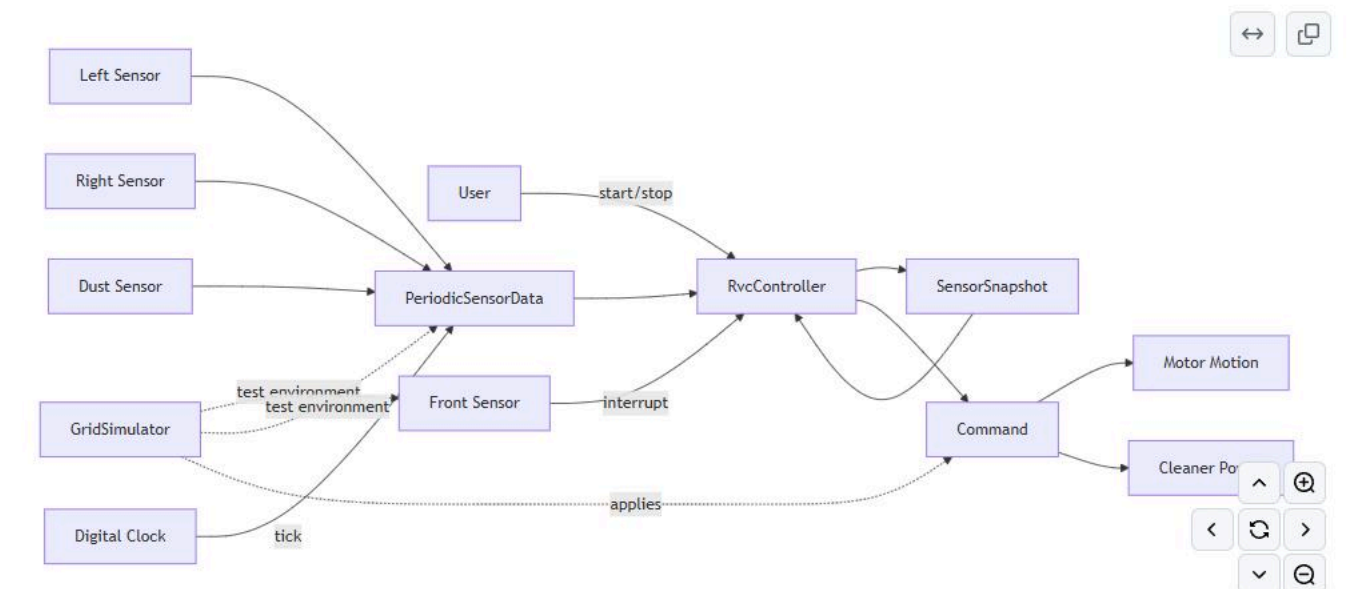 Left Sensor
Right Sensor
User
start/stop
Dust Sensor
PeriodicSensorData
RvcController
SensorSnapshot
Motor Motion
test environment
test environment
Front Sensor
interrupt
GridSimulator
Command
Cleaner
applies
Digital Clock
tick